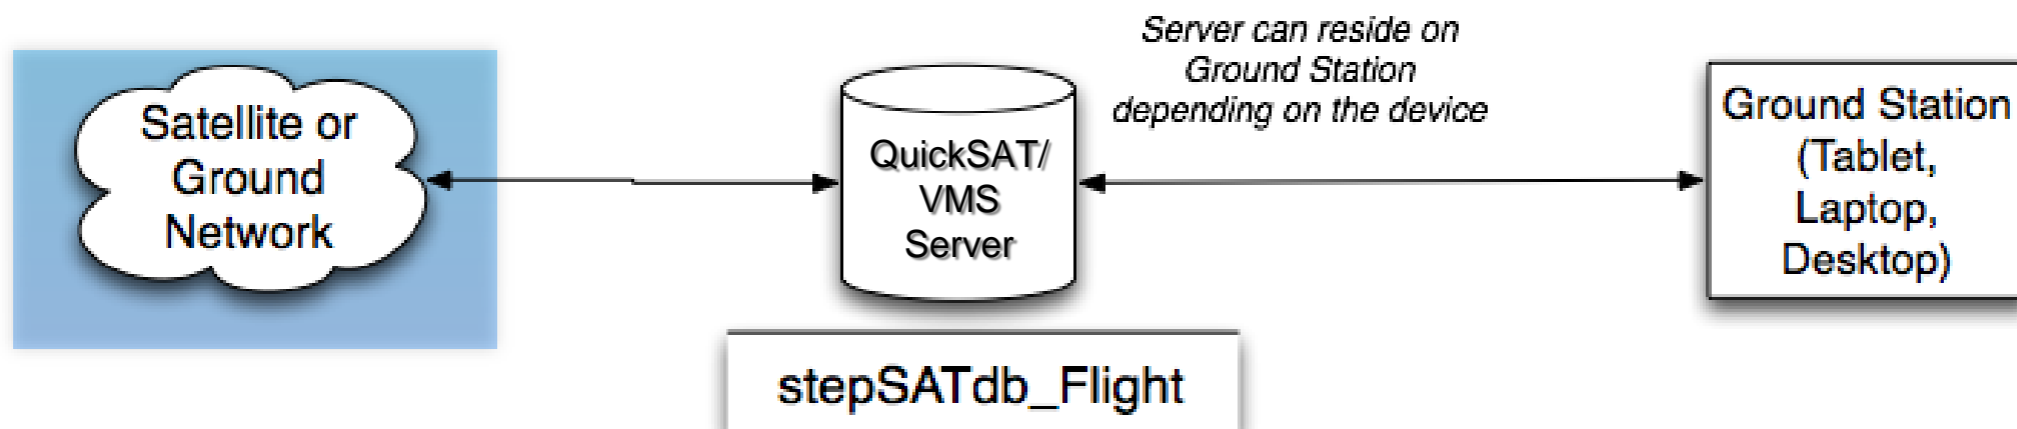 Satellite or
Ground
Network
QuickSAT/
VMS
Server
stepSATdb_Flight
Server can reside on
Ground Station
depending on the device
Ground Station
(Tablet,
Laptop,
Desktop)